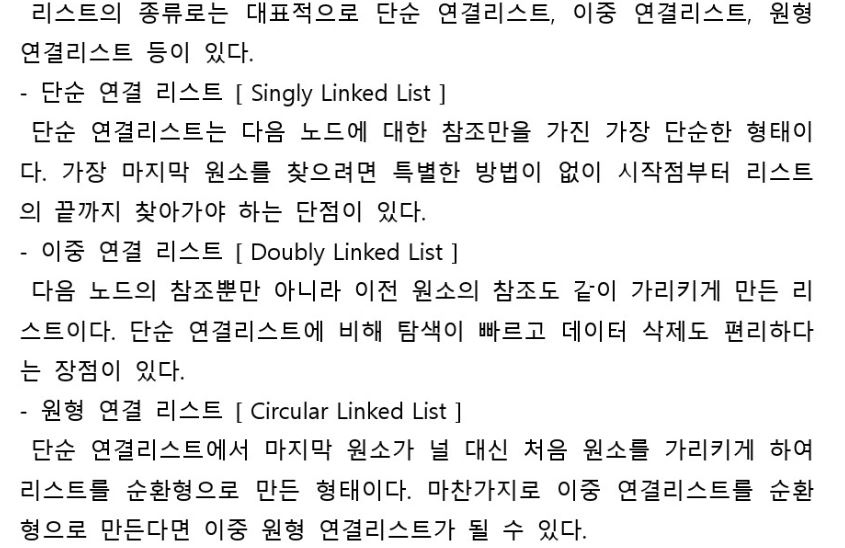 리스트의 종류로는 대표적으로 단순 연결리스트, 이중 연결리스트, 원형
연결리스트 등이 있다.
- 단순 연결 리스트 [ Singly Linked List ]
단순 연결리스트는 다음 노드에 대한 참조만을 가진 가장 단순한 형태이
다. 가장 마지막 원소를 찾으려면 특별한 방법이 없이 시작점부터 리스트
의 끝까지 찾아가야 하는 단점이 있다.
- 이중 연결 리스트 [ Doubly Linked List ]
다음 노드의 참조뿐만 아니라 이전 원소의 참조도 같이 가리키게 만든 리
스트이다. 단순 연결리스트에 비해 탐색이 빠르고 데이터 삭제도 편리하다
는 장점이 있다.
- 원형 연결 리스트 [ Circular Linked List ]
단순 연결리스트에서 마지막 원소가 널 대신 처음 원소를 가리키게 하여
리스트를 순환형으로 만든 형태이다. 마찬가지로 이중 연결리스트를 순환
형으로 만든다면 이중 원형 연결리스트가 될 수 있다.